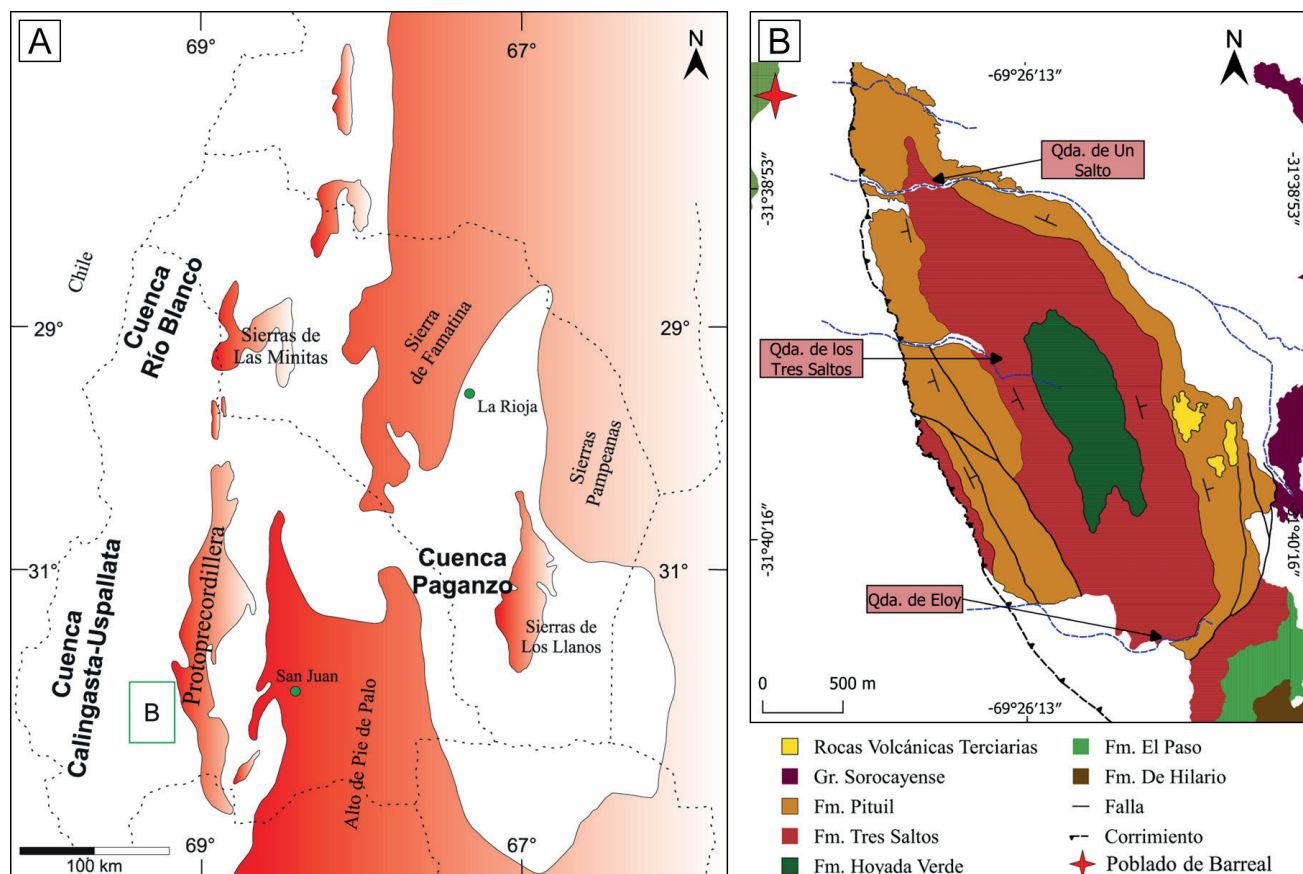 A
69°
67°
N
Chile
Cuenca
Río Blanco
29°
Sierras de
Las Minitas
Sierra
de Famatina
29°
La Rioja
Sierras
Pampeanas
Cuenca
Calingasta-Uspallata
Protoprecordillera
Cuenca
Paganzo
31°
31°
Sierras de
Los Llanos
San Juan
B
Alto de Pie de Palo
69°
67°
100 km
B
N
-69°26'13"
Qda. de Un
Salto
-31°38'53"
-31°38'53"
Qda. de los
Tres Saltos
-31°40'16"
-31°40'16"
Qda. de Eloy
0
500 m
-69°26'13"
Rocas Volcánicas Terciarias
Gr. Sorocayense
Fm. Pituil
Fm. Tres Saltos
Fm. Hoyada Verde
Fm. El Paso
Fm. De Hilario
Falla
Corrimiento
Poblado de Barreal